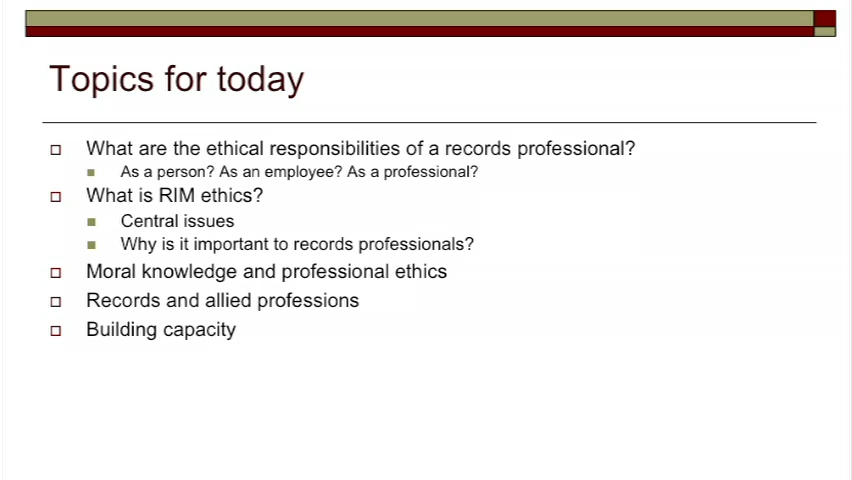 Topics for today
What are the ethical responsibilities of a records professional?
As a person? As an employee? As a professional?
What is RIM ethics?
Central issues
Why is it important to records professionals?
Moral knowledge and professional ethics
Records and allied professions
Building capacity